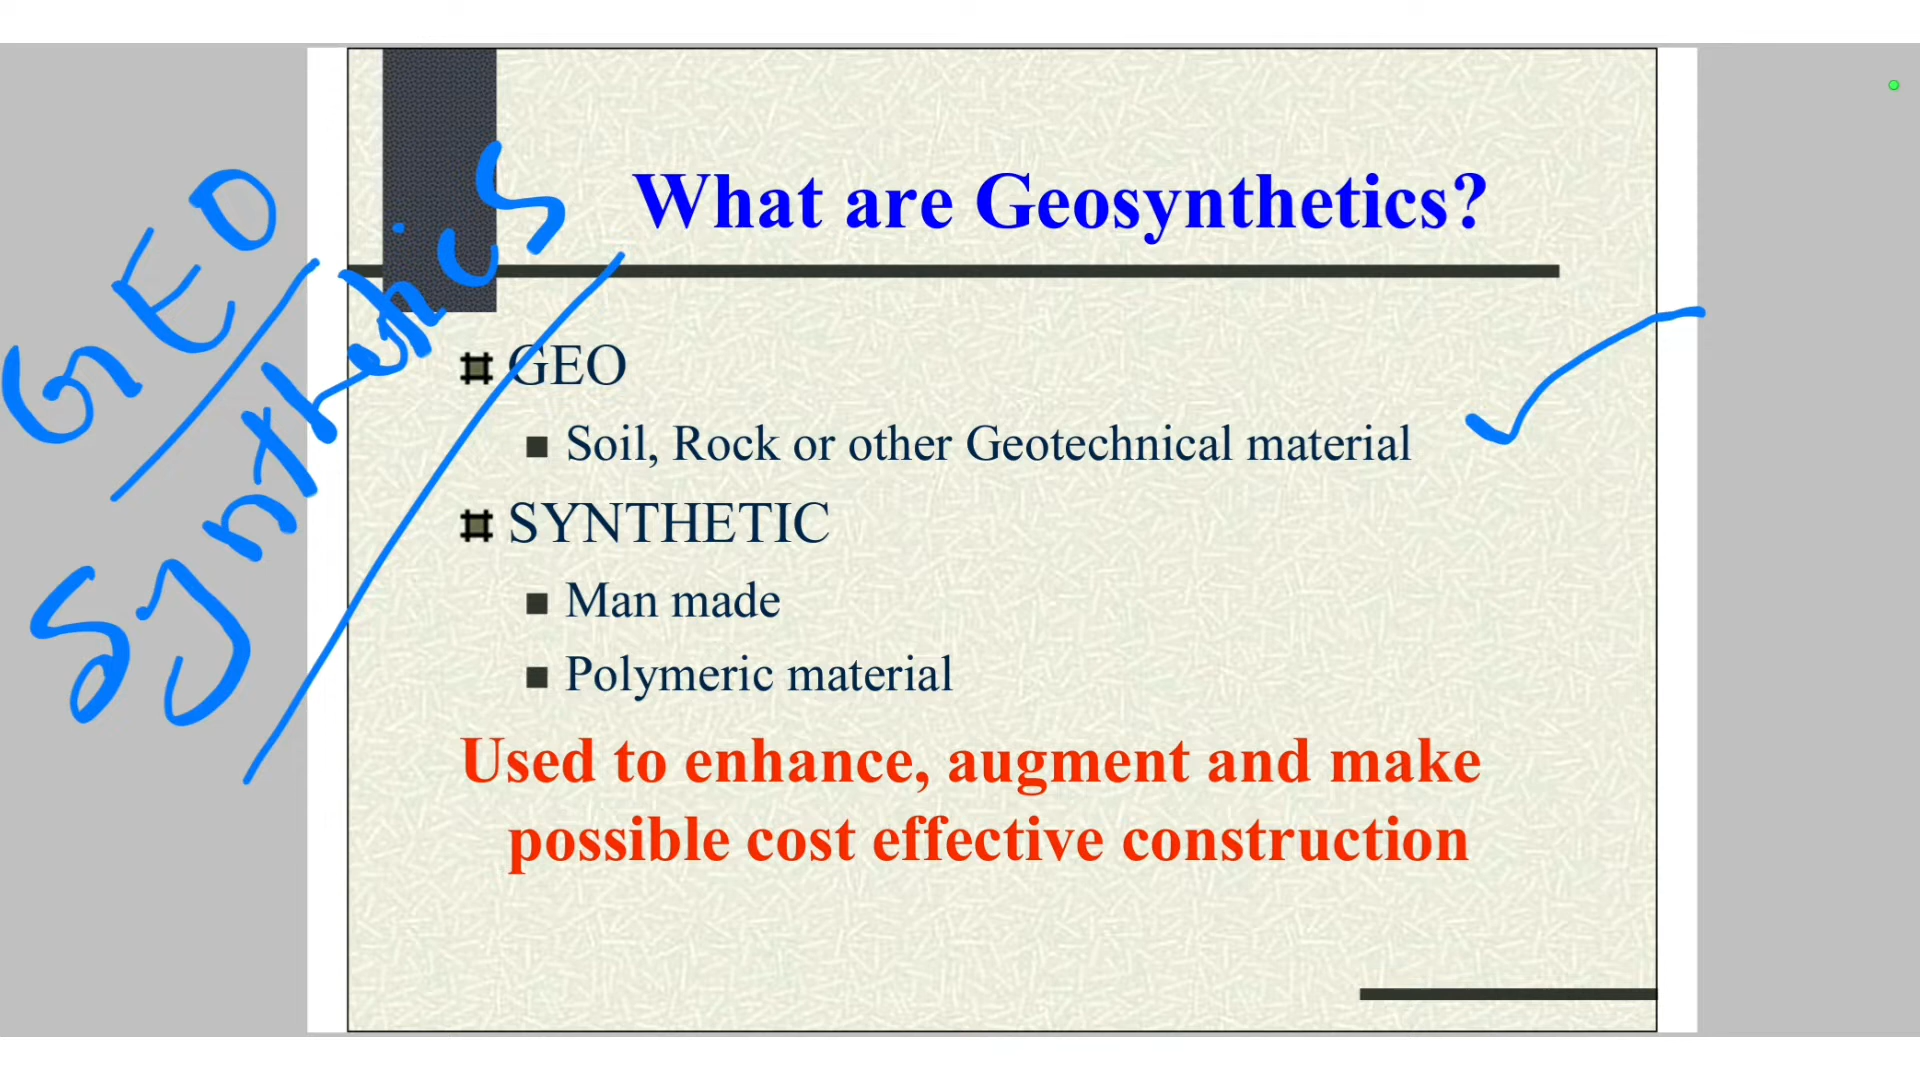 What are Geosynthetics?
GEO
Soil, Rock or other Geotechnical material
SYNTHETIC
Man made
Polymeric material
Used to enhance, augment and make
possible cost effective construction
GEO
Synthetics